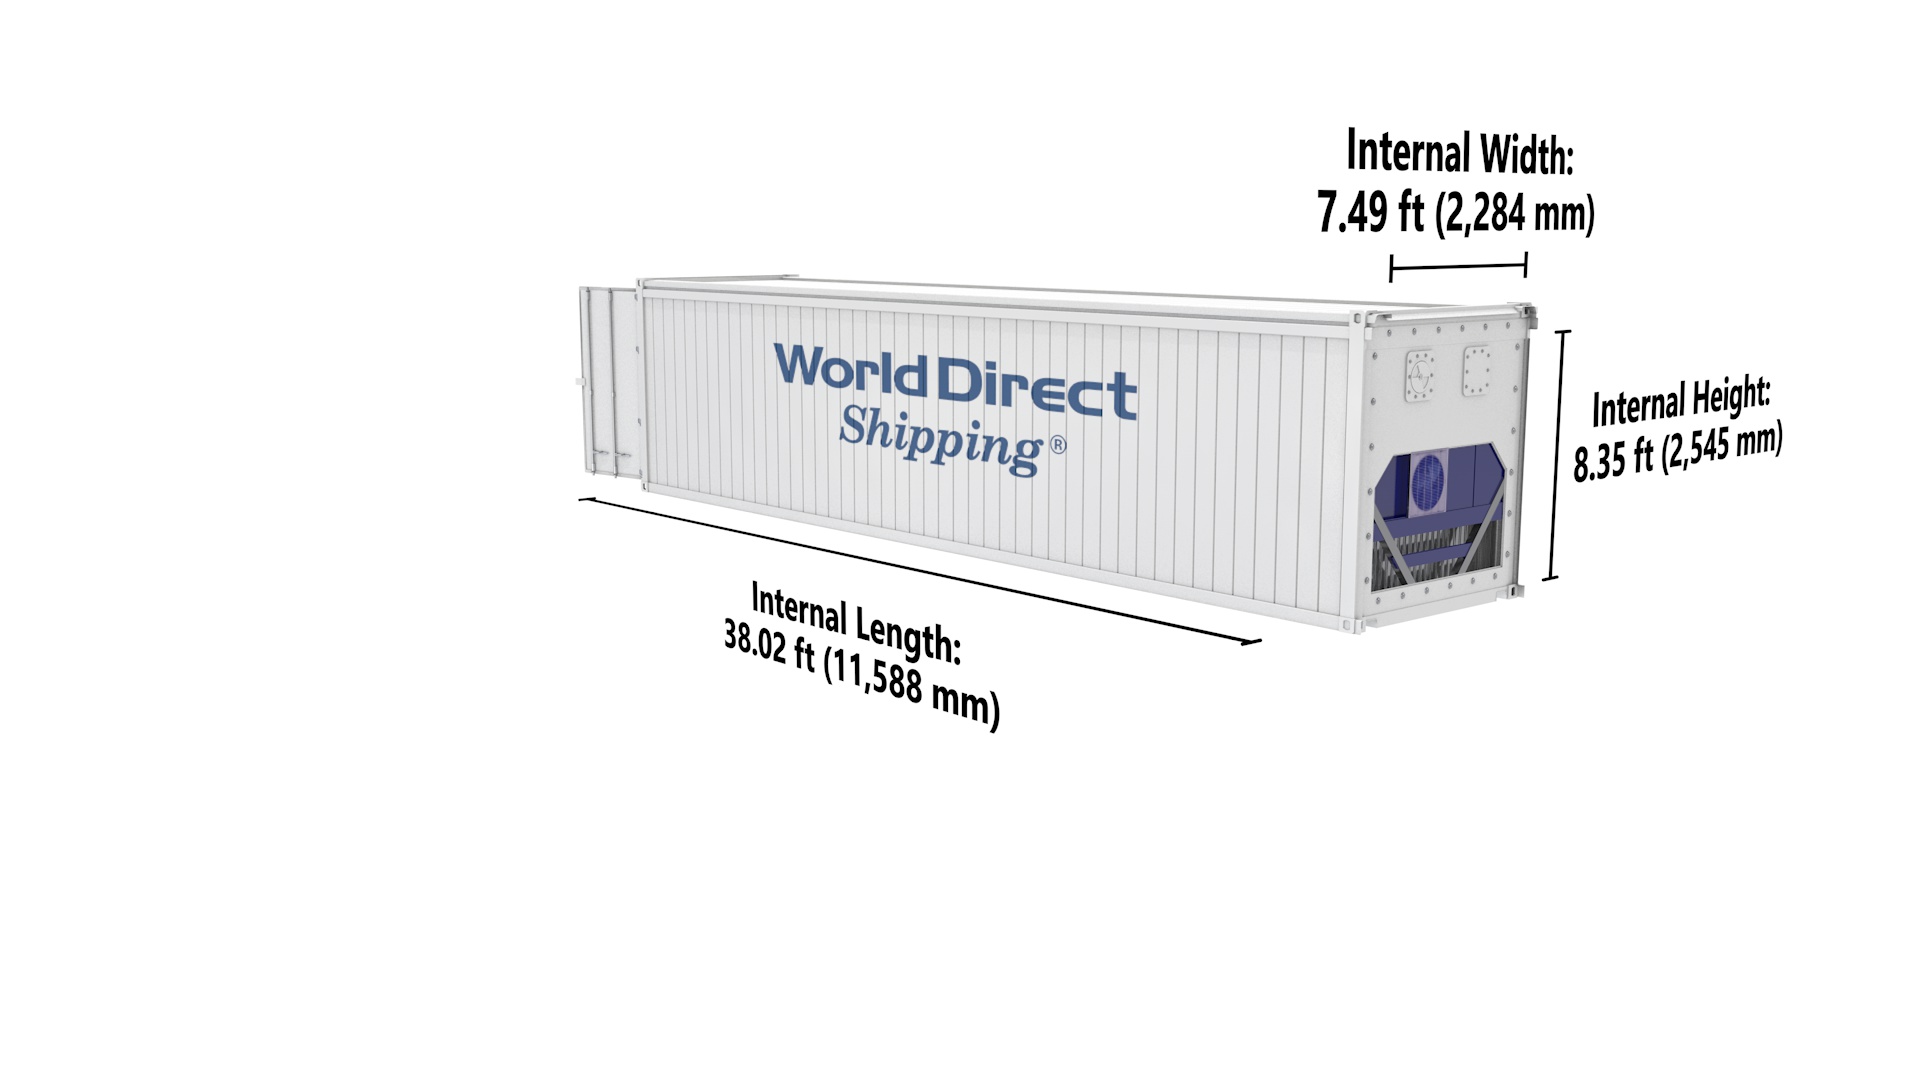 Internal Width:
7.49 ft (2,284 mm)
World Direct
Shipping®
Internal Height:
8.35 ft (2,545 mm)
Internal Length:
38.02 ft (11,588 mm)